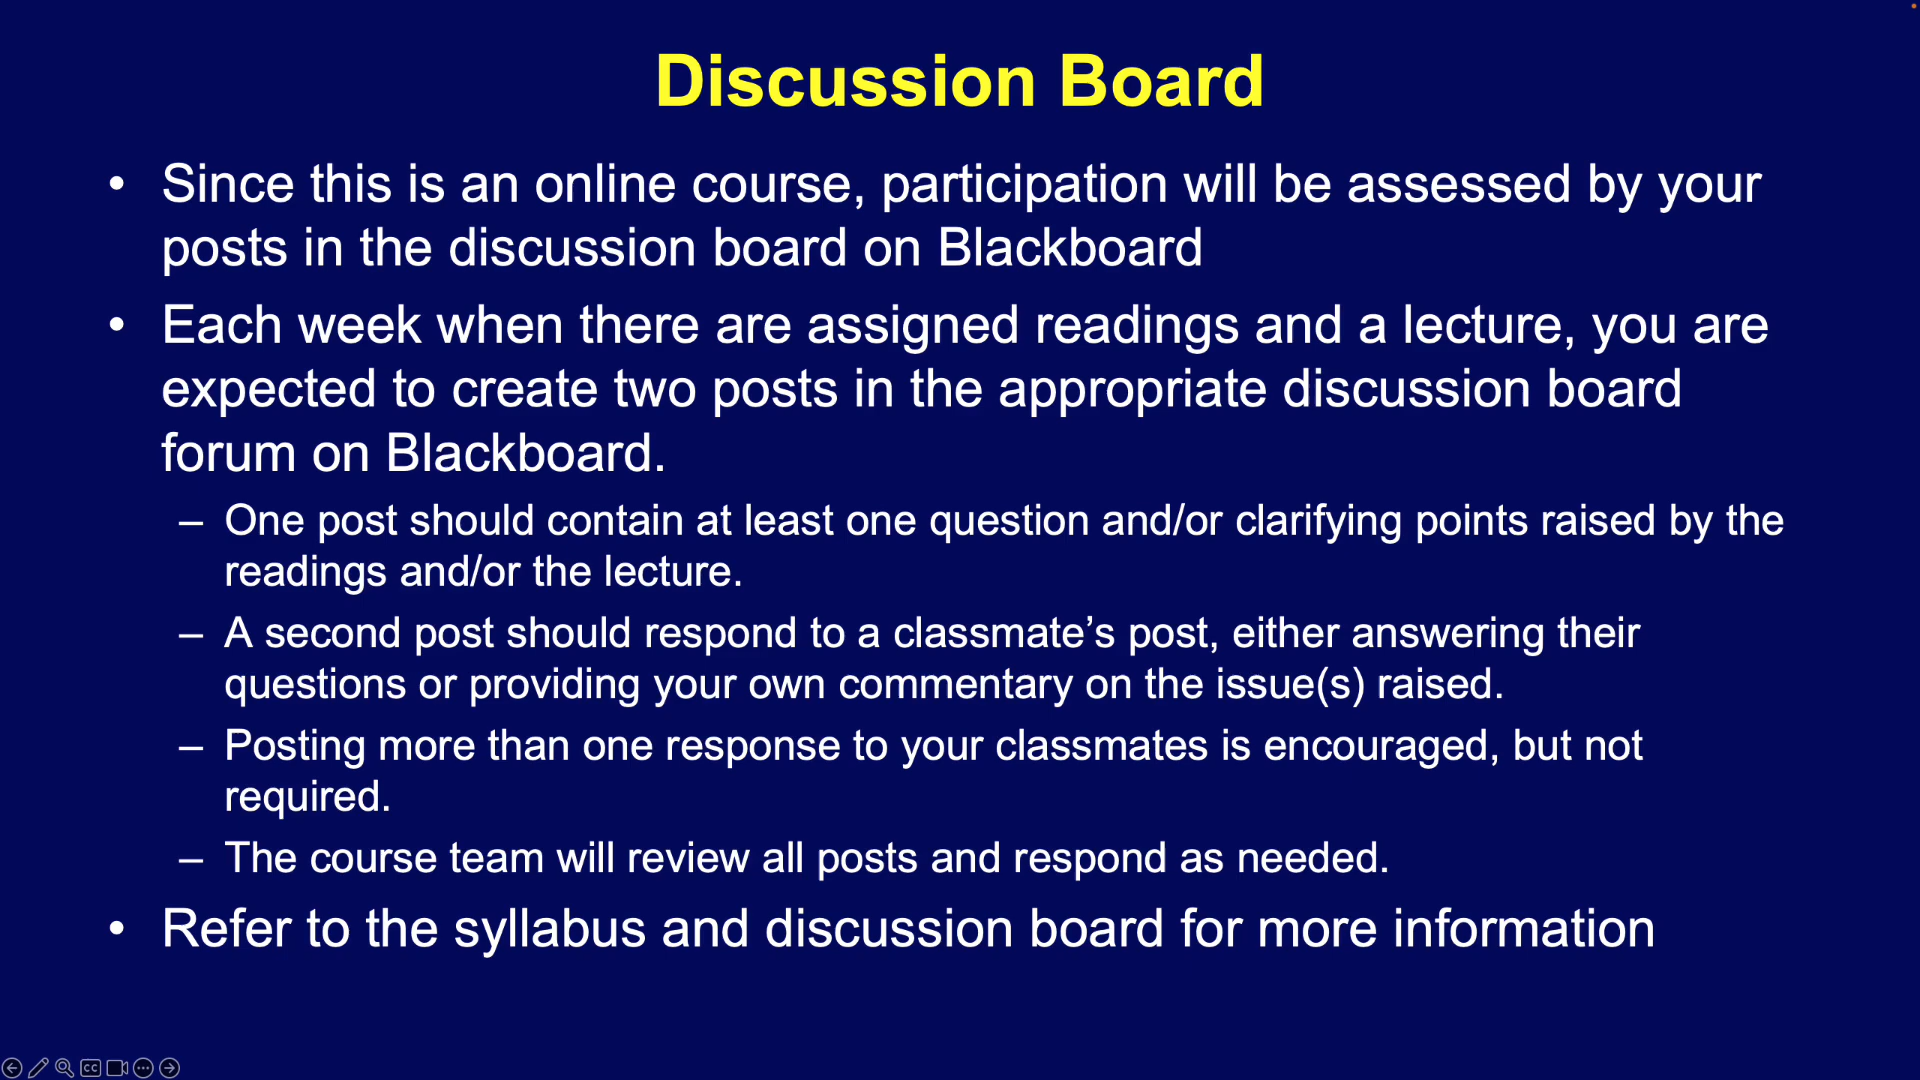 Discussion Board
• Since this is an online course, participation will be assessed by your
posts in the discussion board on Blackboard
• Each week when there are assigned readings and a lecture, you are
expected to create two posts in the appropriate discussion board
forum on Blackboard.
– One post should contain at least one question and/or clarifying points raised by the
readings and/or the lecture.
– A second post should respond to a classmate’s post, either answering their
questions or providing your own commentary on the issue(s) raised.
– Posting more than one response to your classmates is encouraged, but not
required.
– The course team will review all posts and respond as needed.
• Refer to the syllabus and discussion board for more information
CC